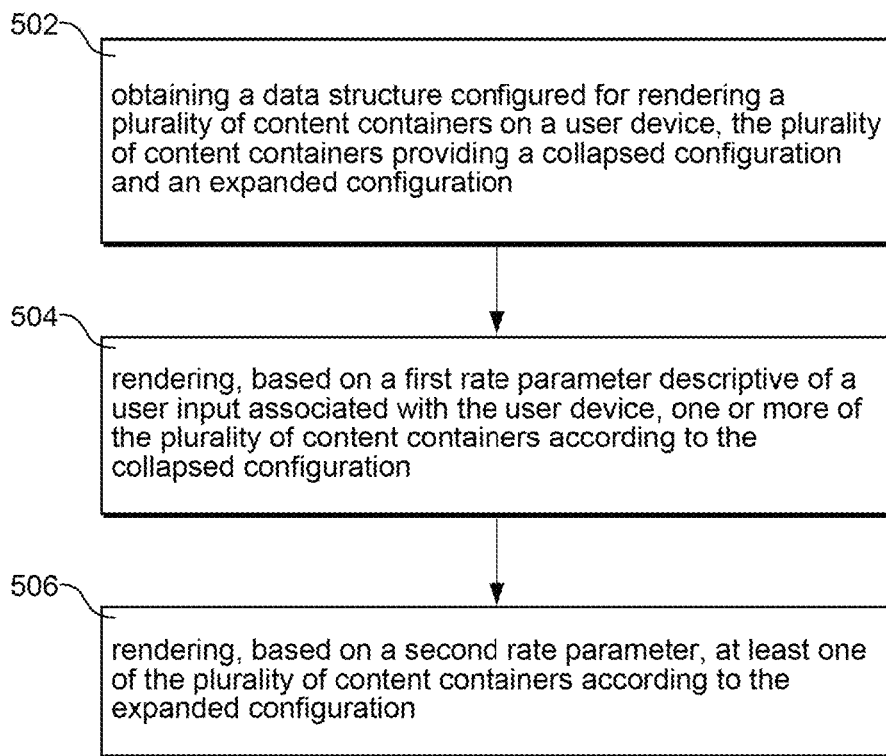 502
obtaining a data structure configured for rendering a
plurality of content containers on a user device, the plurality
of content containers providing a collapsed configuration
and an expanded configuration
504
rendering, based on a first rate parameter descriptive of a
user input associated with the user device, one or more of
the plurality of content containers according to the
collapsed configuration
506
rendering, based on a second rate parameter, at least one
of the plurality of content containers according to the
expanded configuration